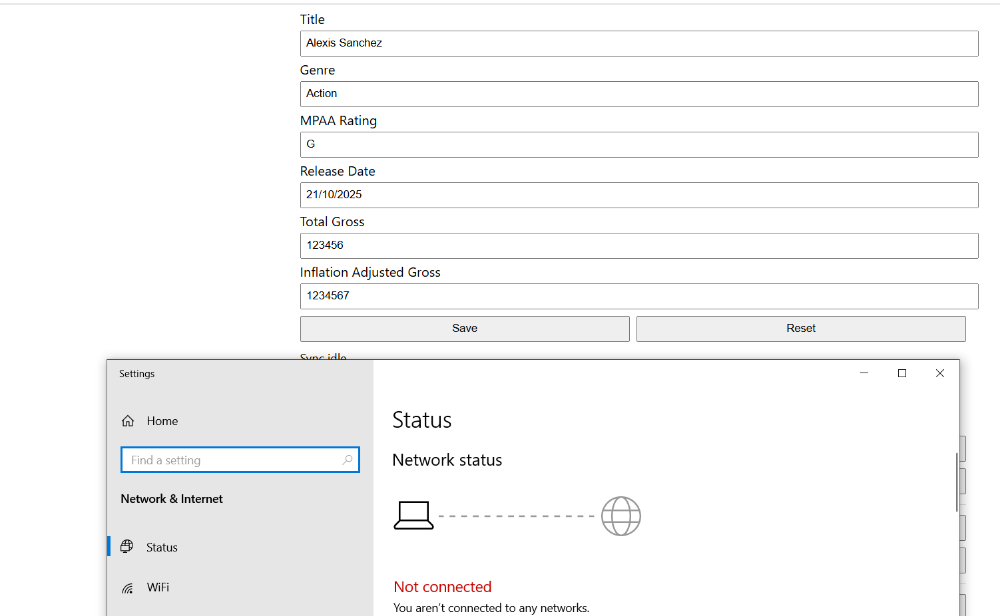 Title
Alexis Sanchez
Genre
Action
MPAA Rating
G
Release Date
21/10/2025
Total Gross
123456
Inflation Adjusted Gross
1234567
Save Reset
Sync idle
Settings
Home
Find a setting
Network & Internet
Status
WiFi
Status
Network status
Not connected
You aren't connected to any networks.